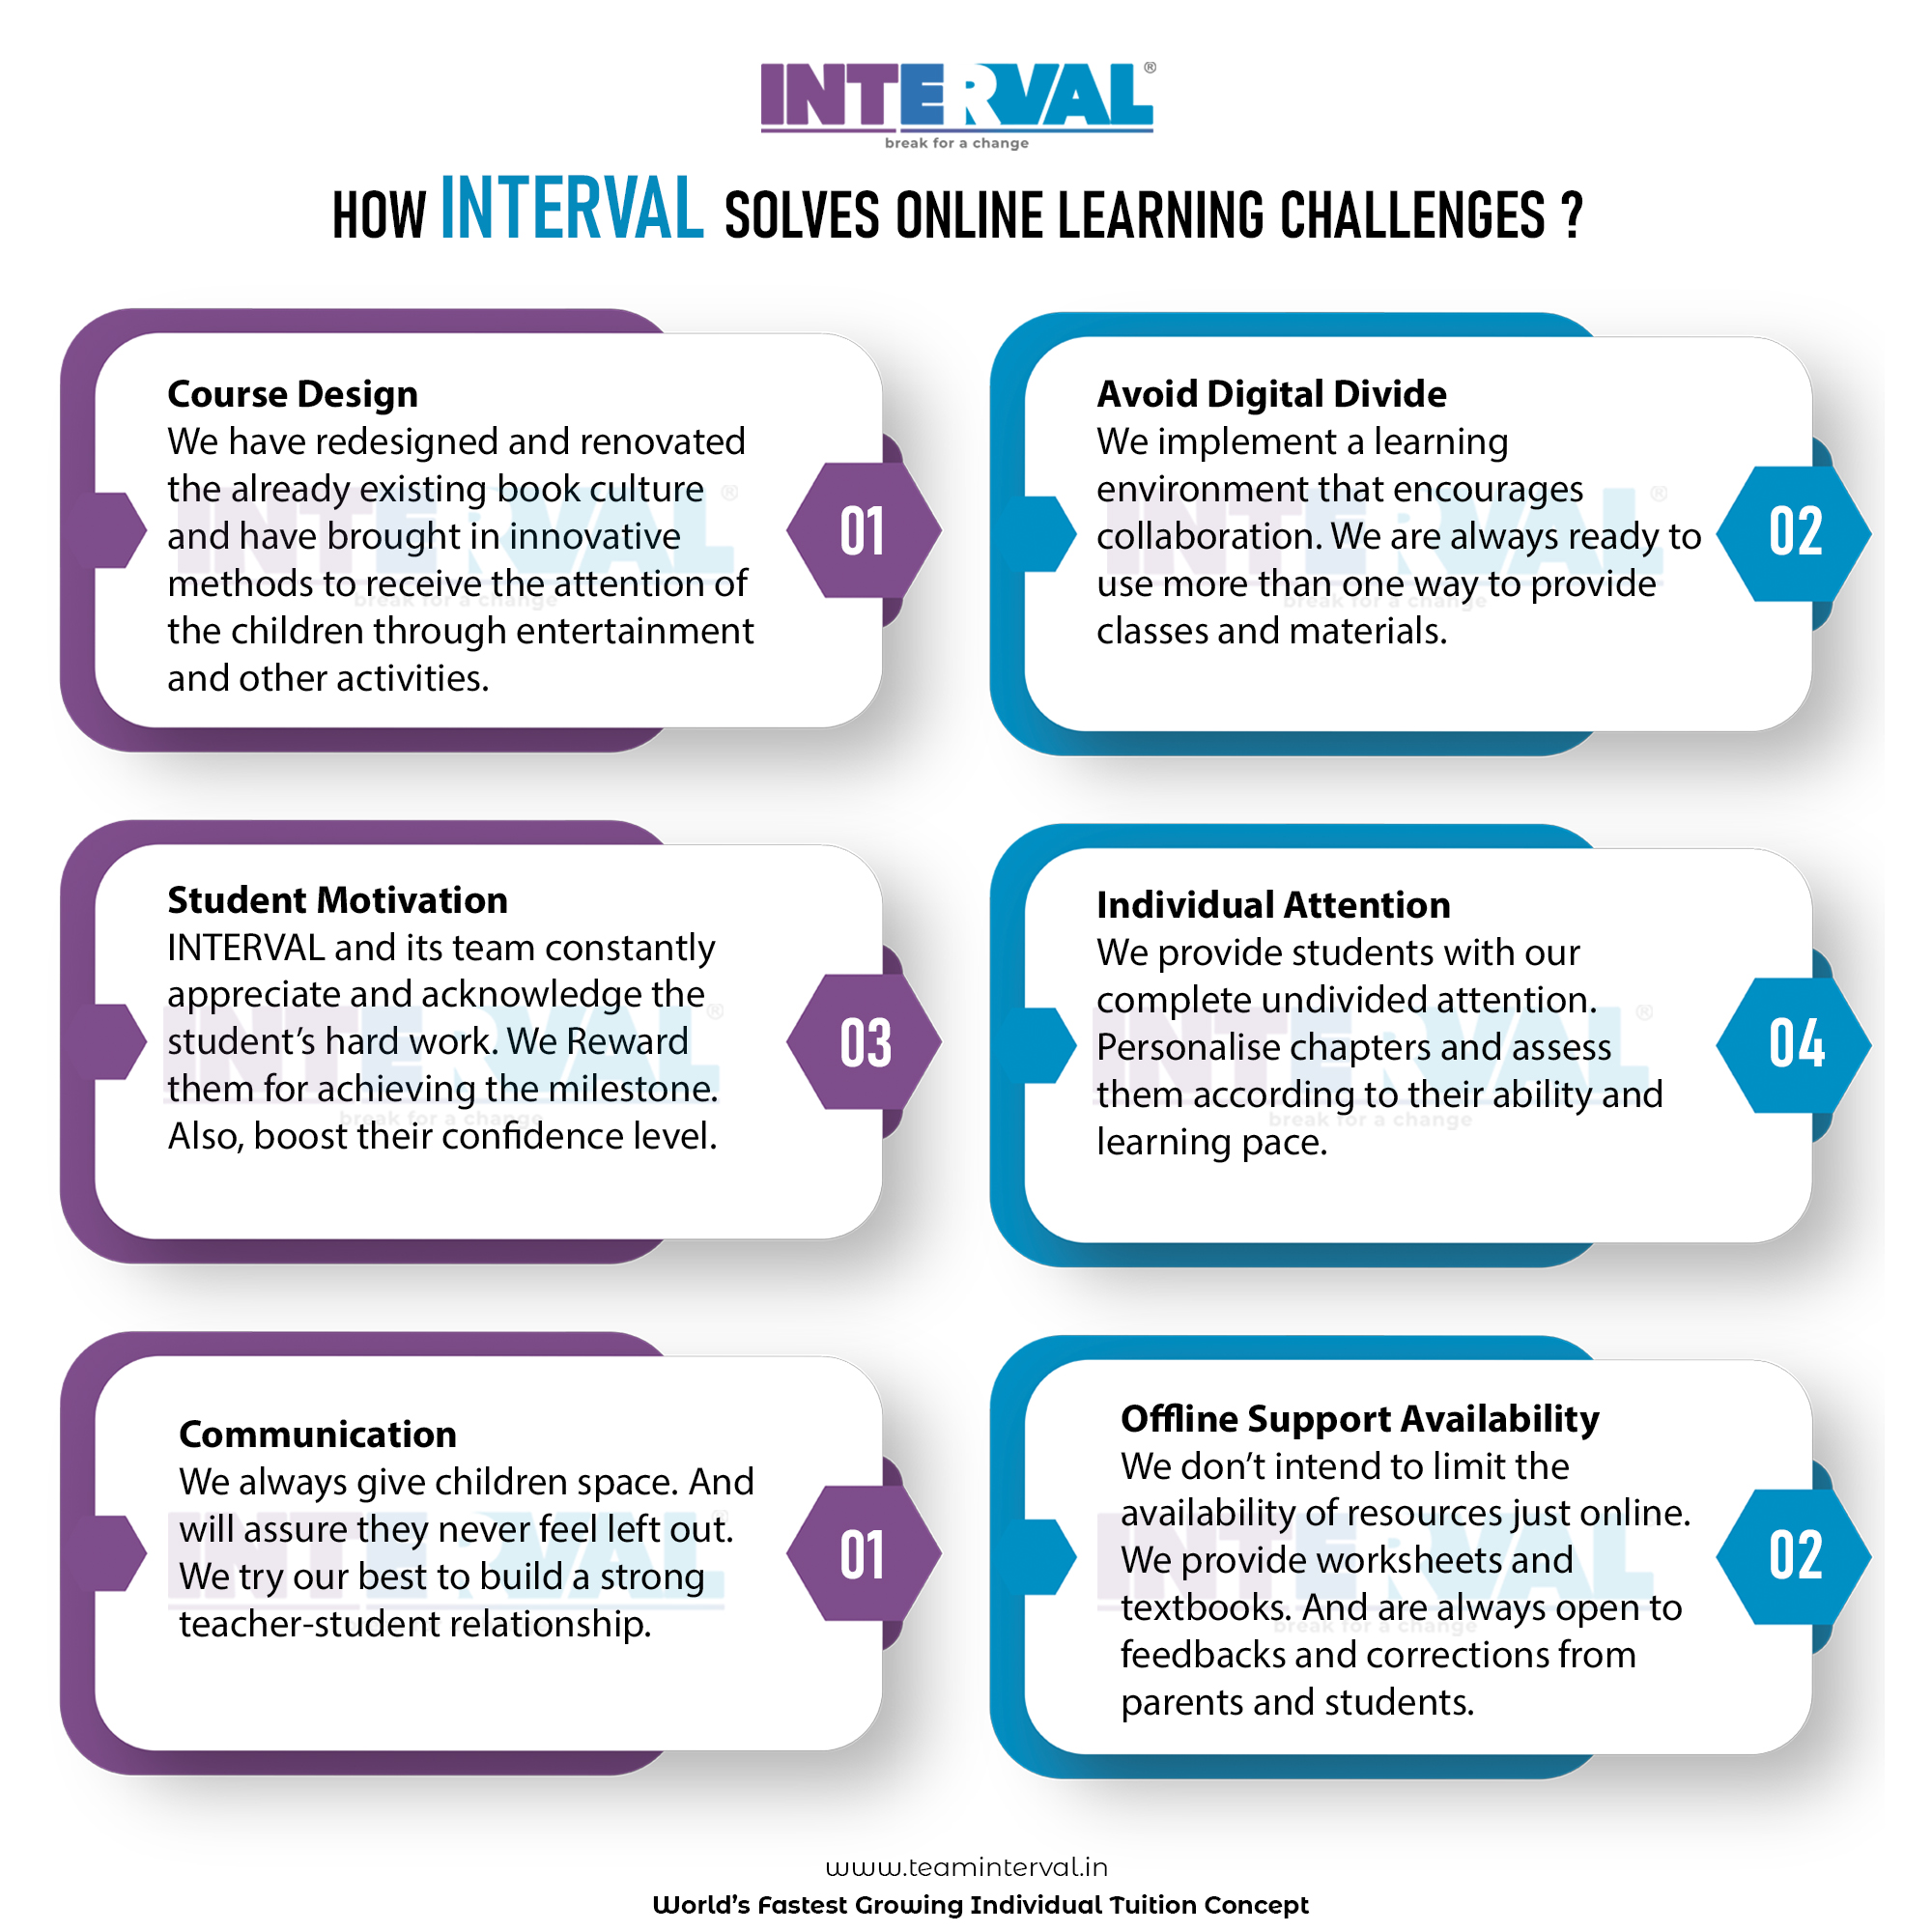 INTERVAL®
break for a change
HOW INTERVAL SOLVES ONLINE LEARNING CHALLENGES ?
Course Design
We have redesigned and renovated
the already existing book culture
and have brought in innovative
methods to receive the attention of
the children through entertainment
and other activities.
01
Avoid Digital Divide
We implement a learning
environment that encourages
collaboration. We are always ready to
use more than one way to provide
classes and materials.
02
Student Motivation
INTERVAL and its team constantly
appreciate and acknowledge the
student’s hard work. We Reward
them for achieving the milestone.
Also, boost their confidence level.
03
Individual Attention
We provide students with our
complete undivided attention.
Personalise chapters and assess
them according to their ability and
learning pace.
04
Communication
We always give children space. And
will assure they never feel left out.
We try our best to build a strong
teacher-student relationship.
01
Offline Support Availability
We don’t intend to limit the
availability of resources just online.
We provide worksheets and
textbooks. And are always open to
feedbacks and corrections from
parents and students.
02
www.teaminterval.in
World’s Fastest Growing Individual Tuition Concept